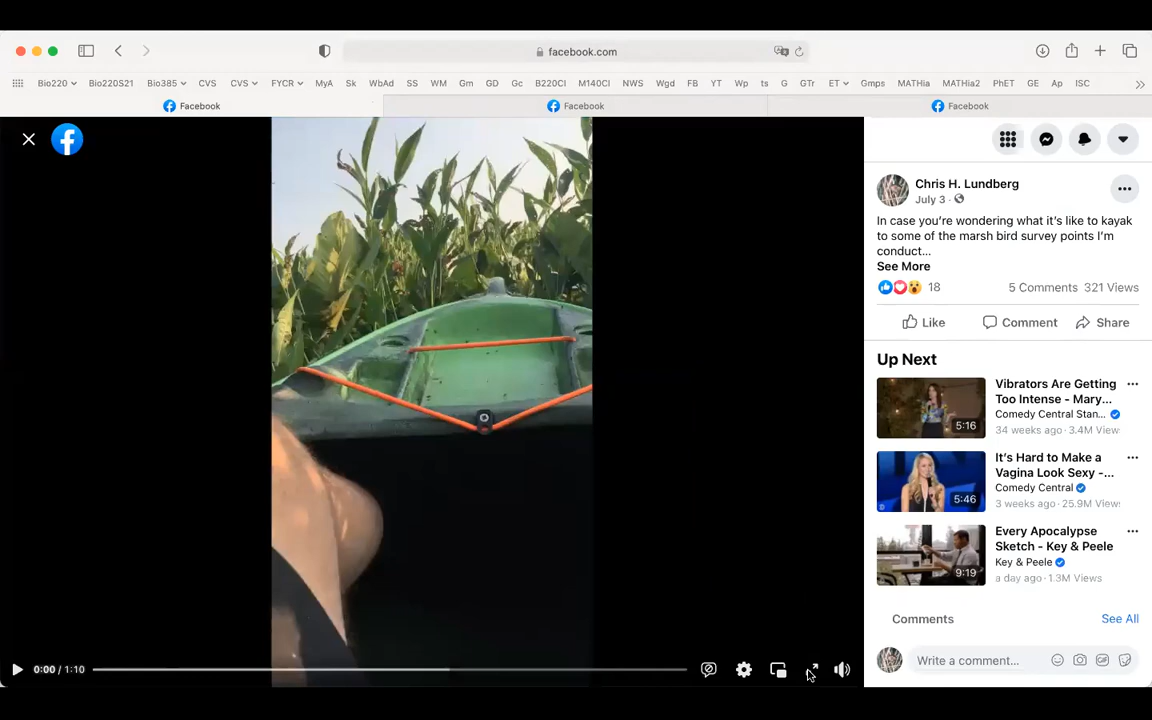 facebook.com
Bio220 Bio220S21 Bio385 CVS CVS FYCR MyA Sk WbAd SS WM Gm GD Gc B220Cl M140Cl NWS Wgd FB YT Wp ts G GTr ET Gmps MATHia MATHia2 PhET GE Ap ISC
Facebook Facebook Facebook
Chris H. Lundberg
July 3 ·
In case you're wondering what it's like to kayak
to some of the marsh bird survey points I'm
conduct...
See More
18 5 Comments 321 Views
Like Comment Share
Up Next
Vibrators Are Getting
Too Intense - Mary...
Comedy Central Stan...
34 weeks ago · 3.4M Views
5:16
It's Hard to Make a
Vagina Look Sexy -...
Comedy Central
3 weeks ago · 25.9M Views
5:46
Every Apocalypse
Sketch - Key & Peele
Key & Peele
a day ago · 1.3M Views
9:19
Comments See All
Write a comment...
GIF
0:00 / 1:10